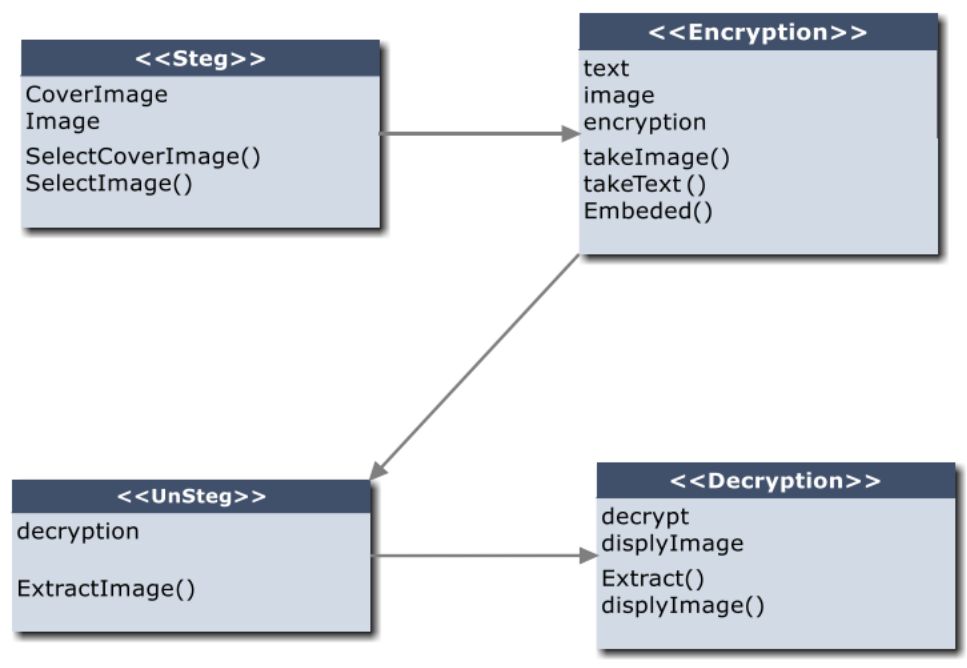 <<Steg>>
CoverImage
Image
SelectCoverImage()
SelectImage()
<<Encryption>>
text
image
encryption
takeImage()
takeText ()
Embeded()
<<UnSteg>>
decryption
ExtractImage()
<<Decryption>>
decrypt
displyImage
Extract()
displyImage()